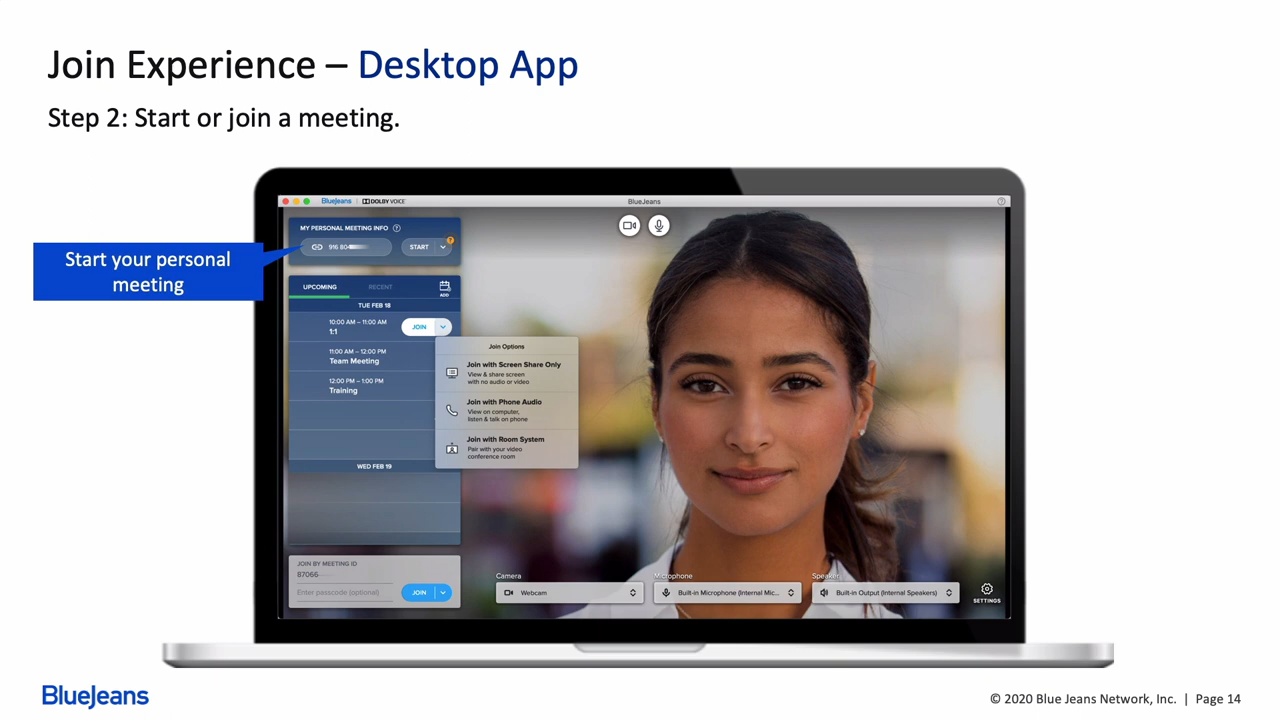 Join Experience – Desktop App
Step 2: Start or join a meeting.
BlueJeans | DOLBY VOICE
BlueJeans
MY PERSONAL MEETING INFO ?
916 804
START
?
Start your personal
meeting
UPCOMING
RECENT
ADD
TUE FEB 18
10:00 AM – 11:00 AM
1:1
JOIN
11:00 AM – 12:00 PM
Team Meeting
12:00 PM – 1:00 PM
Training
Join Options
Join with Screen Share Only
View & share screen
with no audio or video
Join with Phone Audio
View on computer,
listen & talk on phone
Join with Room System
Pair with your video
conference room
WED FEB 19
JOIN BY MEETING ID
87066
Enter passcode (optional)
JOIN
Camera
Webcam
Microphone
Built-in Microphone (Internal Mic...
Speaker
Built-in Output (Internal Speakers)
SETTINGS
BlueJeans
© 2020 Blue Jeans Network, Inc. | Page 14